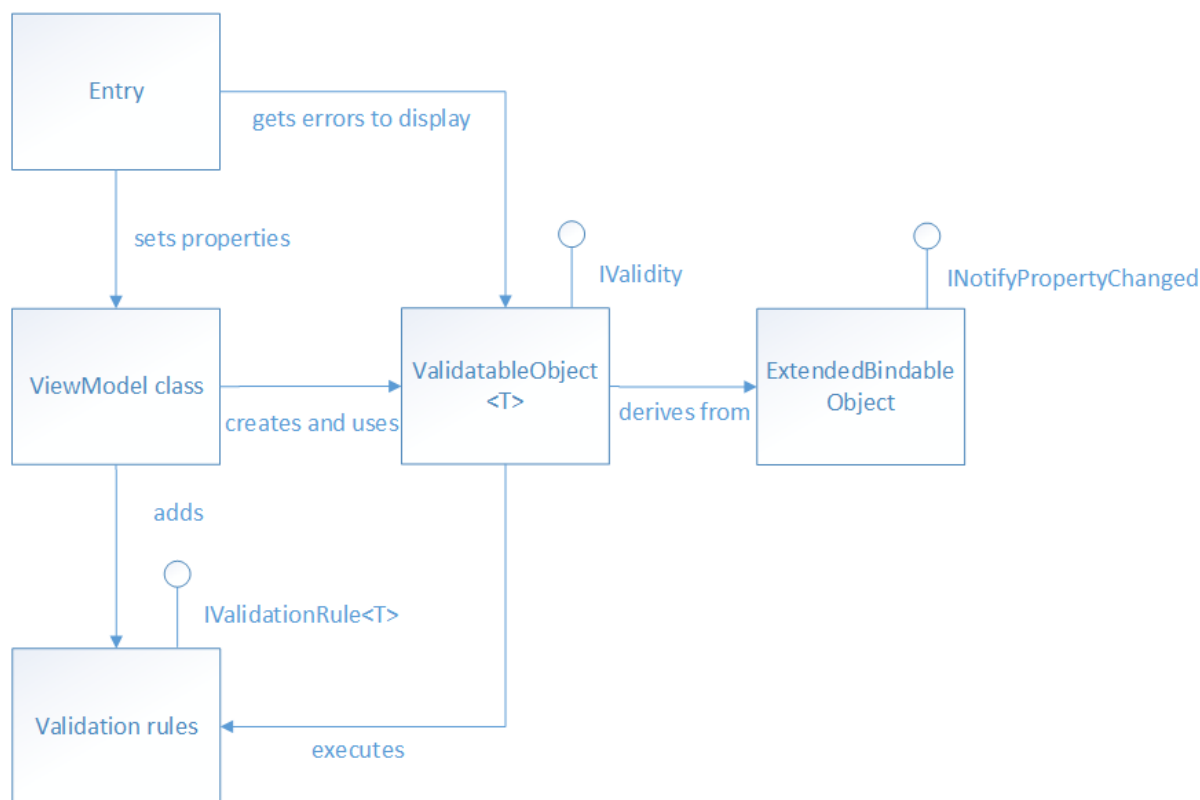 Entry
gets errors to display
sets properties
IValidity
INotifyPropertyChanged
ViewModel class
creates and uses
ValidatableObject
<T>
derives from
ExtendedBindable
Object
adds
IValidationRule<T>
Validation rules
executes